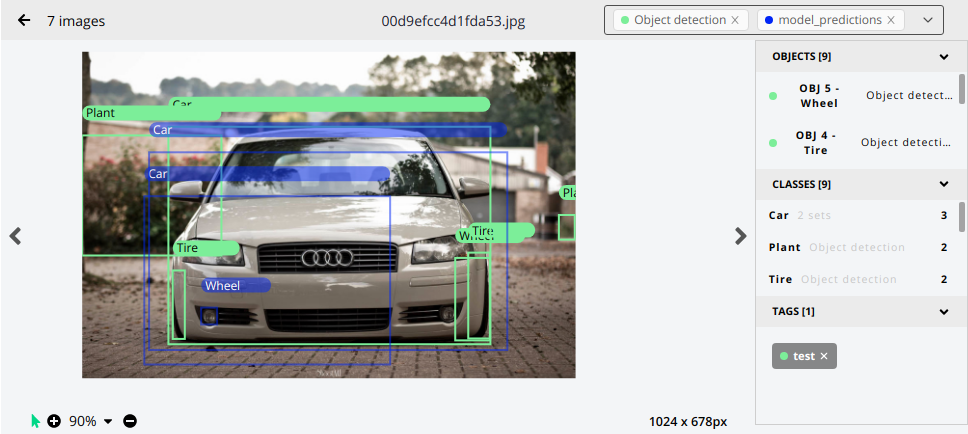 7 images
00d9efcc4d1fda53.jpg
Object detection
model_predictions
Car
Plant
Car
Car
Pla
Tire
Wheel
Tire
Wheel
90%
1024 x 678px
OBJECTS [9]
OBJ 5 -
Wheel
Object detect...
OBJ 4 -
Tire
Object detecti...
CLASSES [9]
Car 2 sets 3
Plant Object detection 2
Tire Object detection 2
TAGS [1]
test